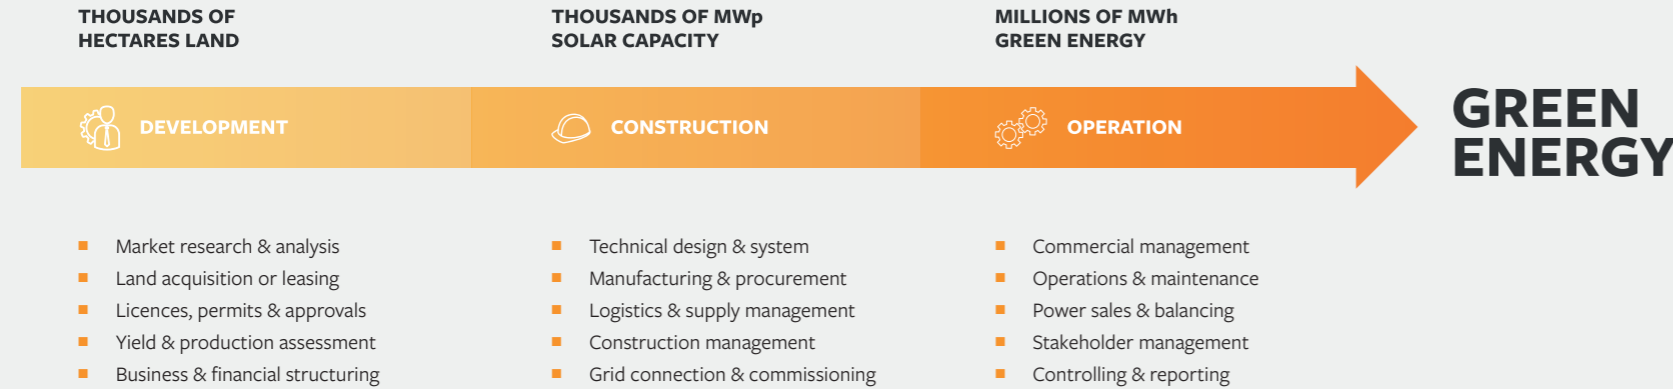 THOUSANDS OF
HECTARES LAND
THOUSANDS OF MWp
SOLAR CAPACITY
MILLIONS OF MWh
GREEN ENERGY
DEVELOPMENT
CONSTRUCTION
OPERATION
GREEN
ENERGY
Market research & analysis
Land acquisition or leasing
Licences, permits & approvals
Yield & production assessment
Business & financial structuring
Technical design & system
Manufacturing & procurement
Logistics & supply management
Construction management
Grid connection & commissioning
Commercial management
Operations & maintenance
Power sales & balancing
Stakeholder management
Controlling & reporting